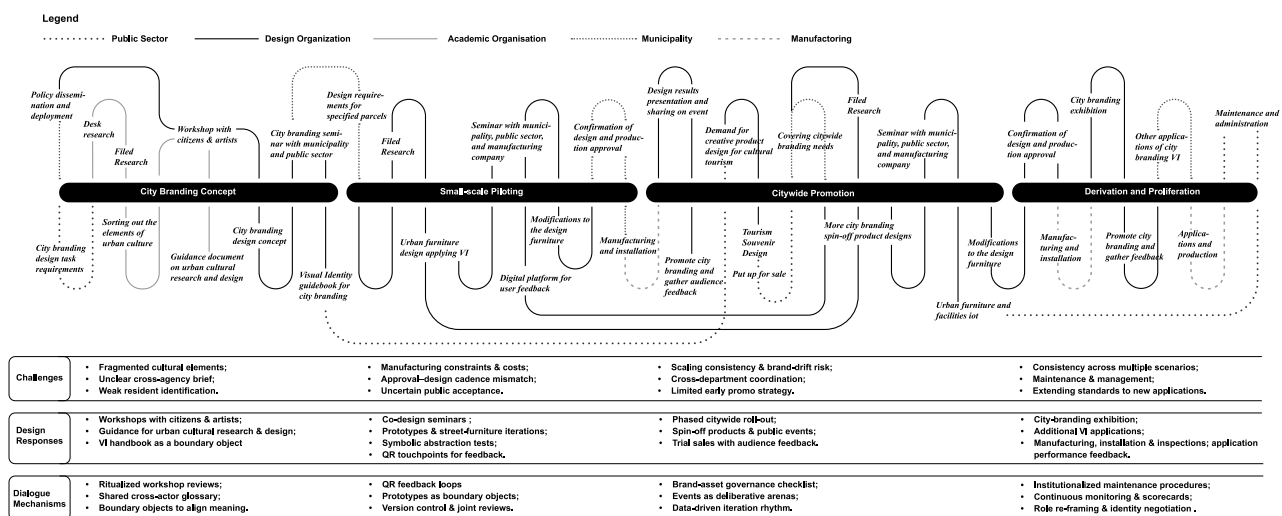 Legend
Public Sector
Design Organization
Academic Organisation
Municipality
Manufactoring
Policy dissemi-
nation and
deployment
Desk
research
Filed
Research
Workshop with
citizens & artists
City branding semi-
nar with municipality
and public sector
Design require-
ments for
specified parcels
Filed
Research
Seminar with munici-
pality, public sector,
and manufacturing
company
Confirmation of
design and produc-
tion approval
Design results
presentation and
sharing on event
Demand for
creative product
design for cultural
tourism
Covering citywide
branding needs
Filed
Research
Seminar with munici-
pality, public sector,
and manufacturing
company
Confirmation of
design and produc-
tion approval
City branding
exhibition
Other applica-
tions of city
branding VI
Maintenance and
administration
City Branding Concept
Small-scale Piloting
Citywide Promotion
Derivation and Proliferation
City branding
design task
requirements
Sorting out the
elements of
urban culture
Guidance document
on urban cultural
research and design
City branding
design concept
Visual Identity
guidebook for
city branding
Urban furniture
design applying VI
Digital platform for
user feedback
Modifications to
the design
furniture
Manufacturing
and installation
Promote city
branding and
gather audience
feedback
Tourism
Souvenir
Design
Put up for sale
More city branding
spin-off product designs
Urban furniture and
facilities iot
Modifications
to the design
furniture
Manufac-
turing and
installation
Promote city
branding and
gather feedback
Applica-
tions and
production
Challenges
• Fragmented cultural elements;
• Unclear cross-agency brief;
• Weak resident identification.
• Manufacturing constraints & costs;
• Approval–design cadence mismatch;
• Uncertain public acceptance.
• Scaling consistency & brand-drift risk;
• Cross-department coordination;
• Limited early promo strategy.
• Consistency across multiple scenarios;
• Maintenance & management;
• Extending standards to new applications.
Design
Responses
• Workshops with citizens & artists;
• Guidance for urban cultural research & design;
• VI handbook as a boundary object
• Co-design seminars ;
• Prototypes & street-furniture iterations;
• Symbolic abstraction tests;
• QR touchpoints for feedback.
• Phased citywide roll-out;
• Spin-off products & public events;
• Trial sales with audience feedback.
• City-branding exhibition;
• Additional VI applications;
• Manufacturing, installation & inspections; application
performance feedback.
Dialogue
Mechanisms
• Ritualized workshop reviews;
• Shared cross-actor glossary;
• Boundary objects to align meaning.
• QR feedback loops
• Prototypes as boundary objects;
• Version control & joint reviews.
• Brand-asset governance checklist;
• Events as deliberative arenas;
• Data-driven iteration rhythm.
• Institutionalized maintenance procedures;
• Continuous monitoring & scorecards;
• Role re-framing & identity negotiation .